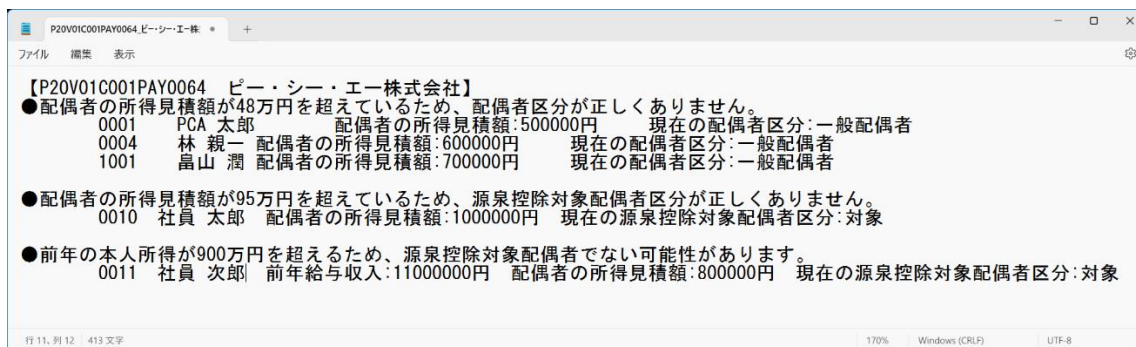 P20V01C001PAY0064_ピー・シー・エー株
ファイル 編集 表示
【P20V01C001PAY0064 ピー・シー・エー株式会社】
●配偶者の所得見積額が48万円を超えているため、配偶者区分が正しくありません。
0001 PCA 太郎 配偶者の所得見積額:500000円 現在の配偶者区分:一般配偶者
0004 林 親一 配偶者の所得見積額:600000円 現在の配偶者区分:一般配偶者
1001 畠山 潤 配偶者の所得見積額:700000円 現在の配偶者区分:一般配偶者
●配偶者の所得見積額が95万円を超えているため、源泉控除対象配偶者区分が正しくありません。
0010 社員 太郎 配偶者の所得見積額:1000000円 現在の源泉控除対象配偶者区分:対象
●前年の本人所得が900万円を超えるため、源泉控除対象配偶者でない可能性があります。
0011 社員 次郎 前年給与収入:11000000円 配偶者の所得見積額:800000円 現在の源泉控除対象配偶者区分:対象
行 11、列 12 413 文字 170% Windows (CRLF) UTF-8